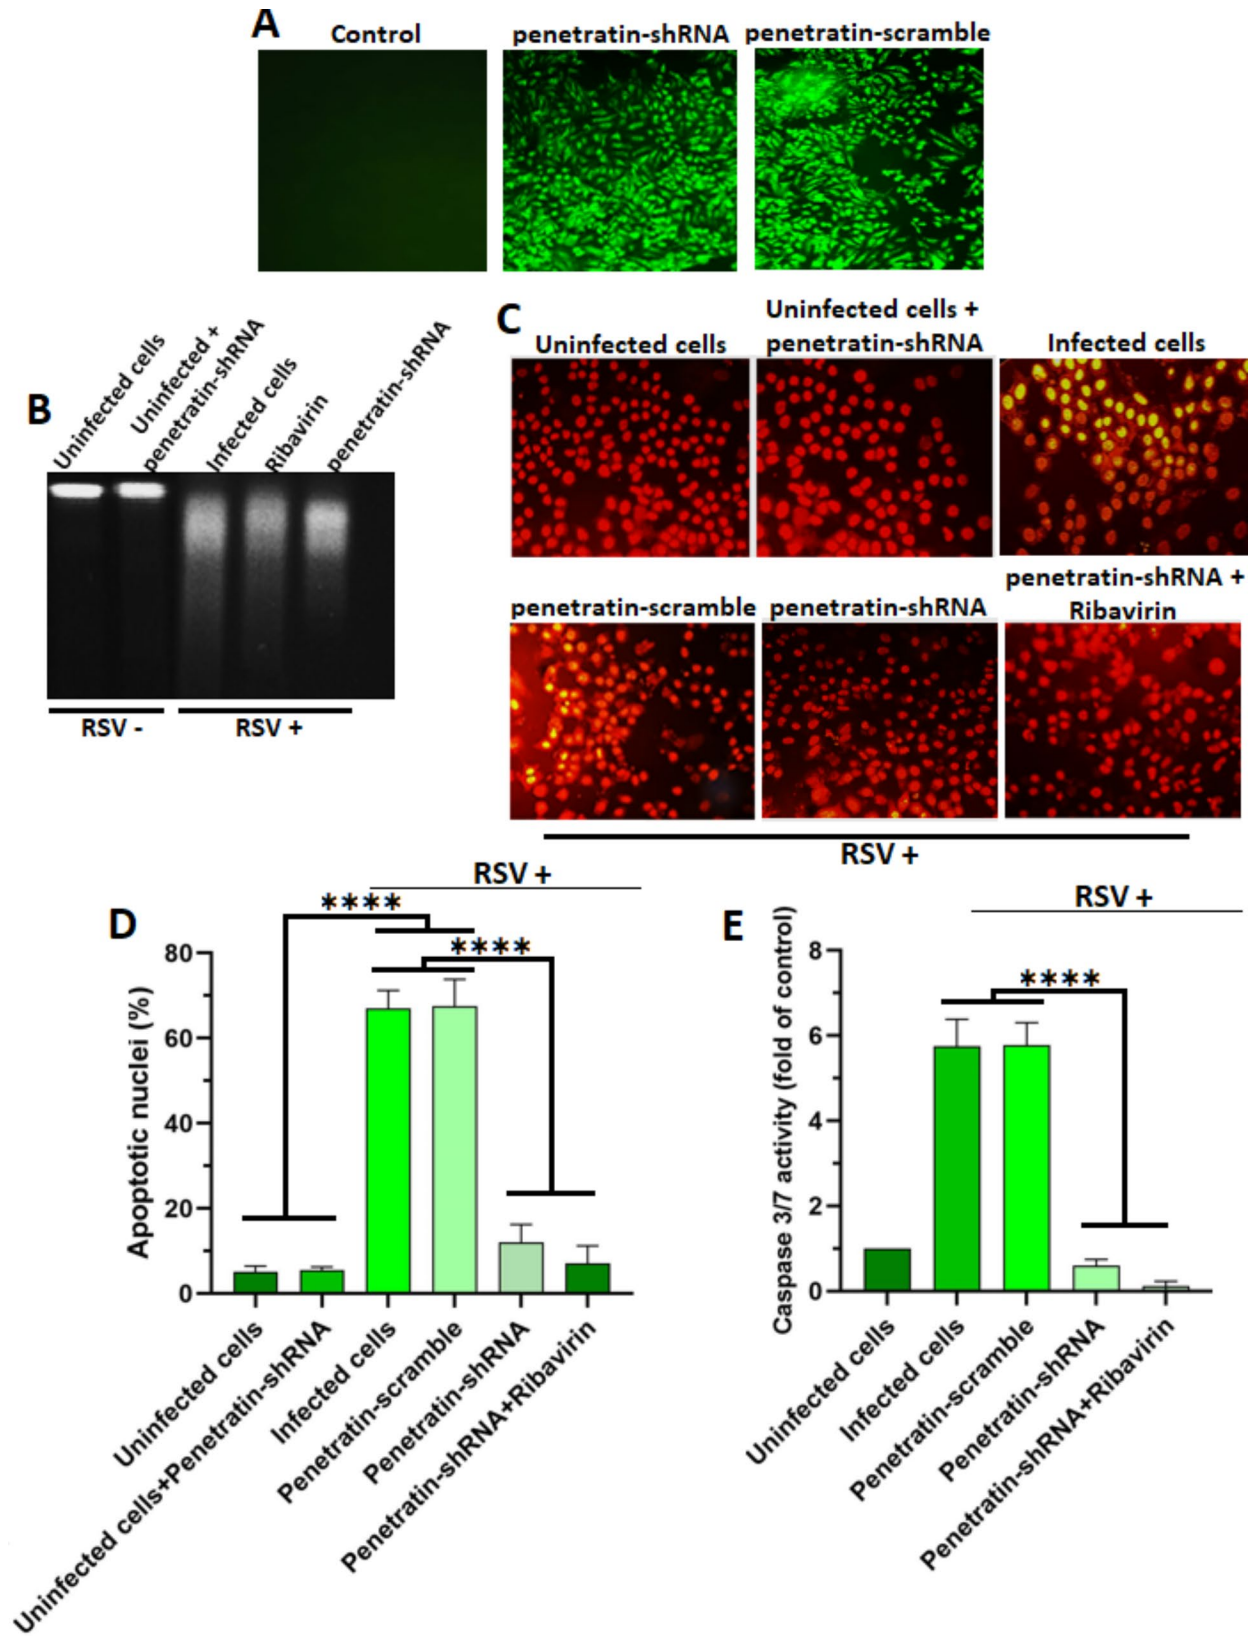 A
Control
penetratin-shRNA
penetratin-scramble
B
Uninfected cells
Uninfected +
penetratin-shRNA
Infected cells
Ribavirin
penetratin-shRNA
RSV -
RSV +
C
Uninfected cells
Uninfected cells +
penetratin-shRNA
Infected cells
penetratin-scramble
penetratin-shRNA
penetratin-shRNA +
Ribavirin
RSV +
D
RSV +
****
****
Apoptotic nuclei (%)
80
60
40
20
0
Uninfected cells
Uninfected cells+Penetratin-shRNA
Infected cells
Penetratin-scramble
Penetratin-shRNA
Penetratin-shRNA+Ribavirin
E
RSV +
****
Caspase 3/7 activity (fold of control)
8
6
4
2
0
Uninfected cells
Infected cells
Penetratin-scramble
Penetratin-shRNA
Penetratin-shRNA+Ribavirin